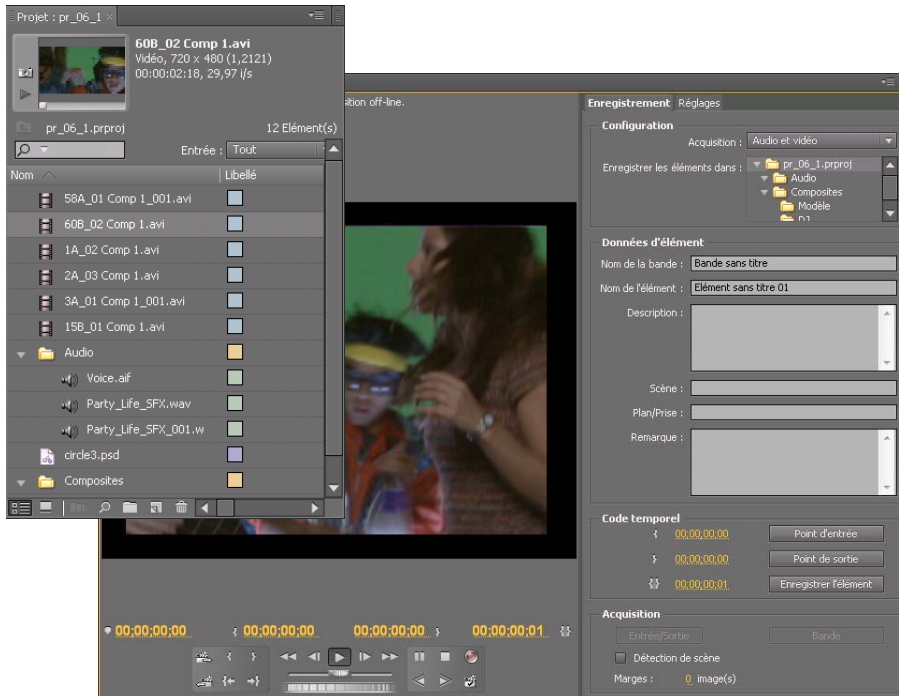 Projet : pr_06_1
60B_02 Comp 1.avi
Vidéo, 720 x 480 (1,2121)
00:00:02:18, 29,97 i/s
pr_06_1.prproj
12 Elément(s)
Entrée : Tout
Nom
Libellé
58A_01 Comp 1_001.avi
60B_02 Comp 1.avi
1A_02 Comp 1.avi
2A_03 Comp 1.avi
3A_01 Comp 1_001.avi
15B_01 Comp 1.avi
Audio
Voice.aif
Party_Life_SFX.wav
Party_Life_SFX_001.w
circle3.psd
Composites
off-line.
00;00;00;00
00;00;00;00
00;00;00;00
00;00;00;01
Enregistrement
Réglages
Configuration
Acquisition : Audio et vidéo
Enregistrer les éléments dans : pr_06_1.prproj
Audio
Composites
Modèle
Données d'élément
Nom de la bande : Bande sans titre
Nom de l'élément : Elément sans titre 01
Description :
Scène :
Plan/Prise :
Remarque :
Code temporel
00;00;00;00 Point d'entrée
00;00;00;00 Point de sortie
00;00;00;01 Enregistrer l'élément
Acquisition
Entrée/Sortie
Bande
Détection de scène
Marges : 0 image(s)